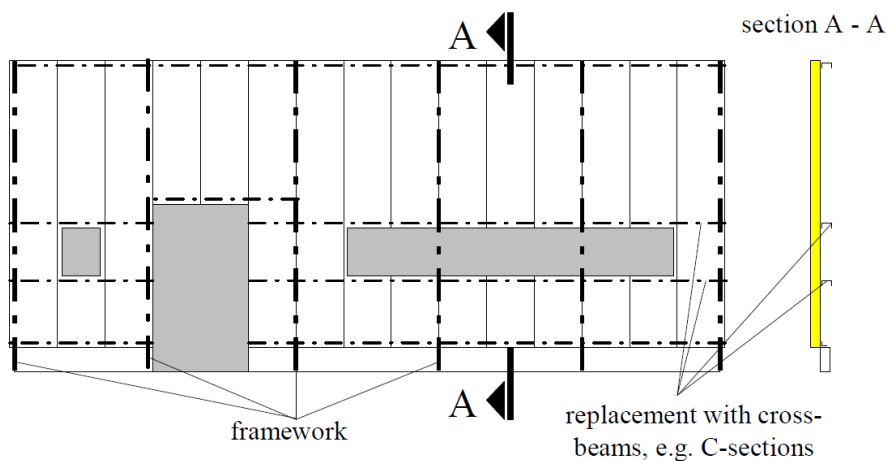 A
section A - A
A
framework
replacement with cross-
beams, e.g. C-sections